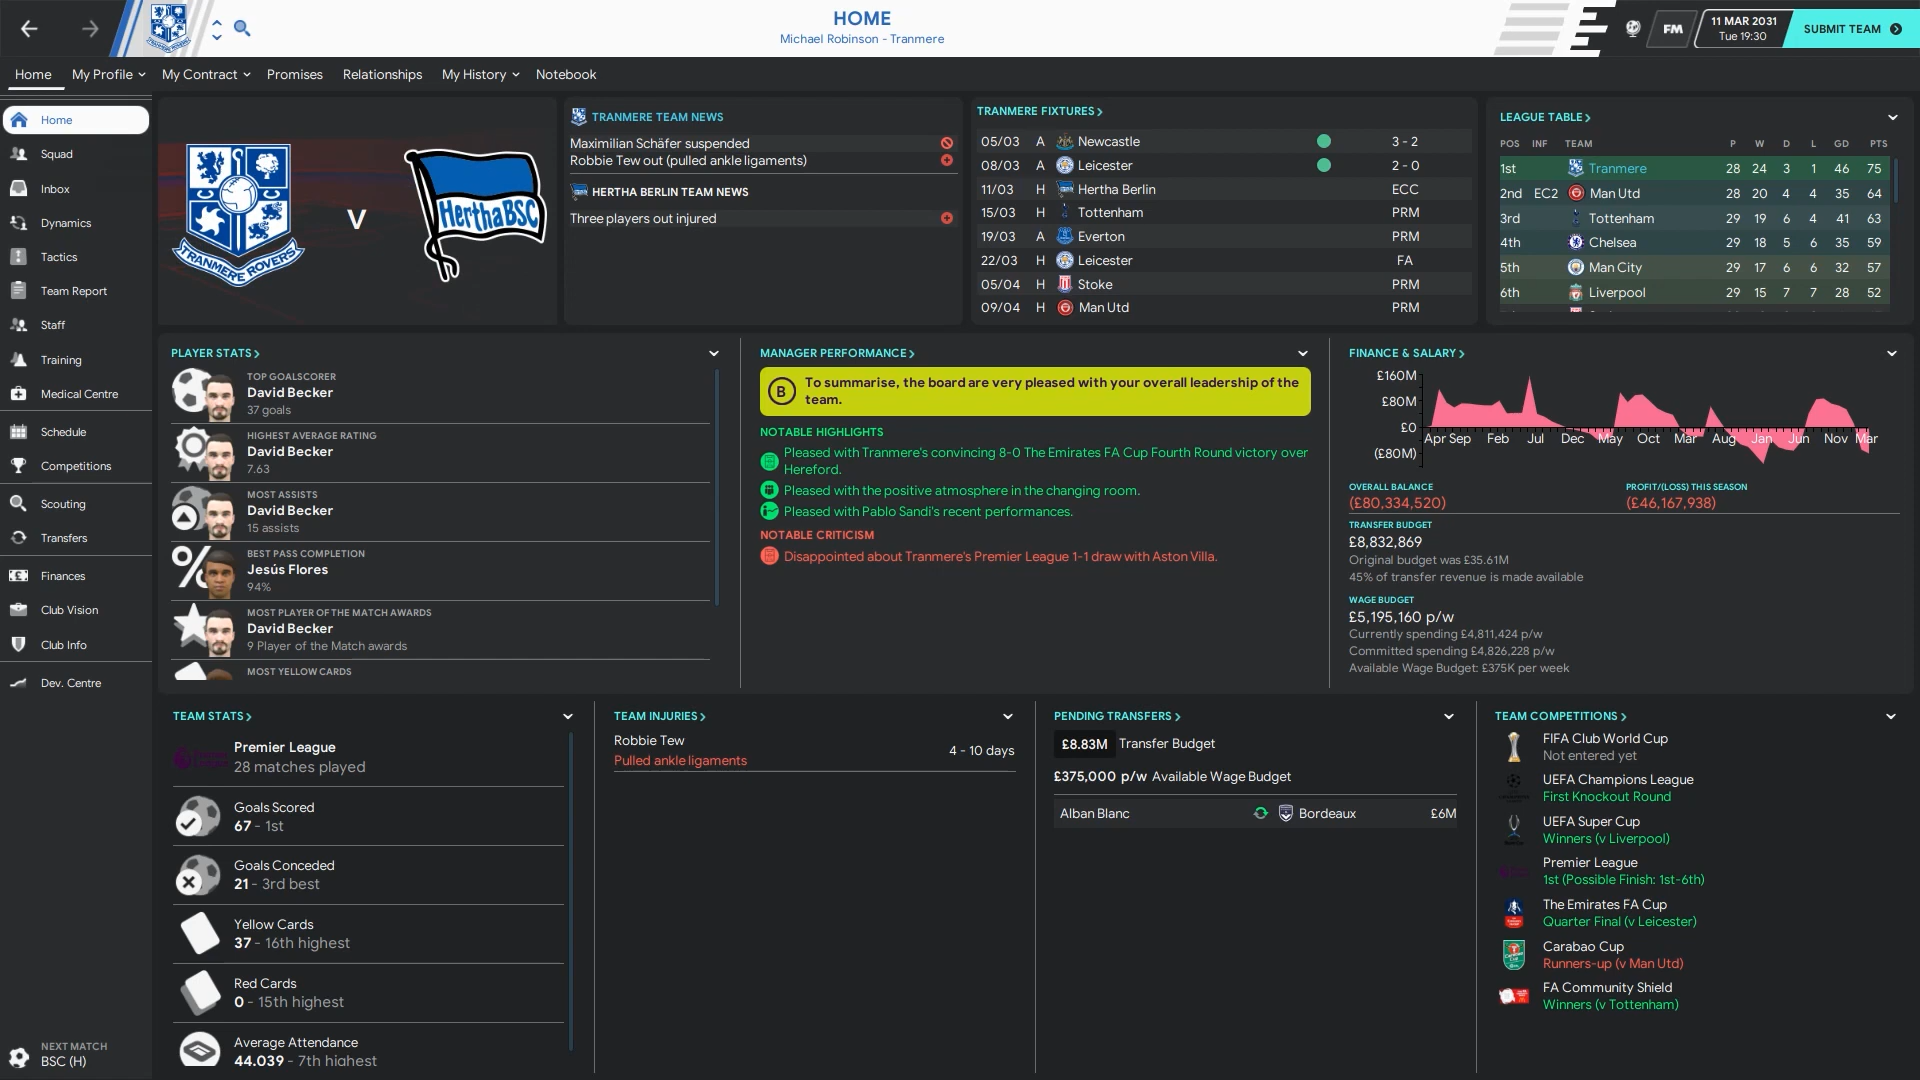 HOME
Michael Robinson - Tranmere
FM
11 MAR 2031
Tue 19:30
SUBMIT TEAM
Home
My Profile
My Contract
Promises
Relationships
My History
Notebook
Home
Squad
Inbox
Dynamics
Tactics
Team Report
Staff
Training
Medical Centre
Schedule
Competitions
Scouting
Transfers
Finances
Club Vision
Club Info
Dev. Centre
NEXT MATCH
BSC (H)
TRANMERE ROVERS
V
Hertha BSC
TRANMERE TEAM NEWS
Maximilian Schäfer suspended
Robbie Tew out (pulled ankle ligaments)
HERTHA BERLIN TEAM NEWS
Three players out injured
TRANMERE FIXTURES
05/03 A Newcastle 3 - 2
08/03 A Leicester 2 - 0
11/03 H Hertha Berlin ECC
15/03 H Tottenham PRM
19/03 A Everton PRM
22/03 H Leicester FA
05/04 H Stoke PRM
09/04 H Man Utd PRM
LEAGUE TABLE
POS INF TEAM P W D L GD PTS
1st Tranmere 28 24 3 1 46 75
2nd EC2 Man Utd 28 20 4 4 35 64
3rd Tottenham 29 19 6 4 41 63
4th Chelsea 29 18 5 6 35 59
5th Man City 29 17 6 6 32 57
6th Liverpool 29 15 7 7 28 52
PLAYER STATS
TOP GOALSCORER
David Becker
37 goals
HIGHEST AVERAGE RATING
David Becker
7.63
MOST ASSISTS
David Becker
15 assists
BEST PASS COMPLETION
Jesús Flores
94%
MOST PLAYER OF THE MATCH AWARDS
David Becker
9 Player of the Match awards
MOST YELLOW CARDS
MANAGER PERFORMANCE
B
To summarise, the board are very pleased with your overall leadership of the
team.
NOTABLE HIGHLIGHTS
Pleased with Tranmere's convincing 8-0 The Emirates FA Cup Fourth Round victory over
Hereford.
Pleased with the positive atmosphere in the changing room.
Pleased with Pablo Sandi's recent performances.
NOTABLE CRITICISM
Disappointed about Tranmere's Premier League 1-1 draw with Aston Villa.
FINANCE & SALARY
£160M
£80M
£0
(£80M)
Apr Sep Feb Jul Dec May Oct Mar Aug Jan Jun Nov Mar
OVERALL BALANCE
(£80,334,520)
PROFIT/(LOSS) THIS SEASON
(£46,167,938)
TRANSFER BUDGET
£8,832,869
Original budget was £35.61M
45% of transfer revenue is made available
WAGE BUDGET
£5,195,160 p/w
Currently spending £4,811,424 p/w
Committed spending £4,826,228 p/w
Available Wage Budget: £375K per week
TEAM STATS
Premier League
28 matches played
Goals Scored
67 - 1st
Goals Conceded
21 - 3rd best
Yellow Cards
37 - 16th highest
Red Cards
0 - 15th highest
Average Attendance
44,039 - 7th highest
TEAM INJURIES
Robbie Tew
Pulled ankle ligaments
4 - 10 days
PENDING TRANSFERS
£8.83M Transfer Budget
£375,000 p/w Available Wage Budget
Alban Blanc Bordeaux £6M
TEAM COMPETITIONS
FIFA Club World Cup
Not entered yet
UEFA Champions League
First Knockout Round
UEFA Super Cup
Winners (v Liverpool)
Premier League
1st (Possible Finish: 1st-6th)
The Emirates FA Cup
Quarter Final (v Leicester)
Carabao Cup
Runners-up (v Man Utd)
FA Community Shield
Winners (v Tottenham)